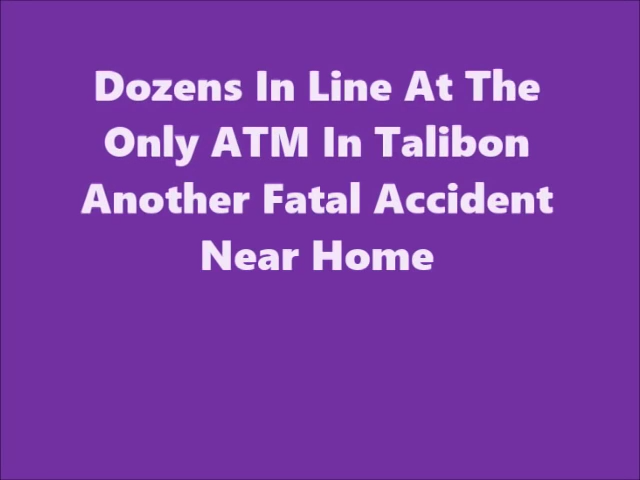 Dozens In Line At The
Only ATM In Talibon
Another Fatal Accident
Near Home